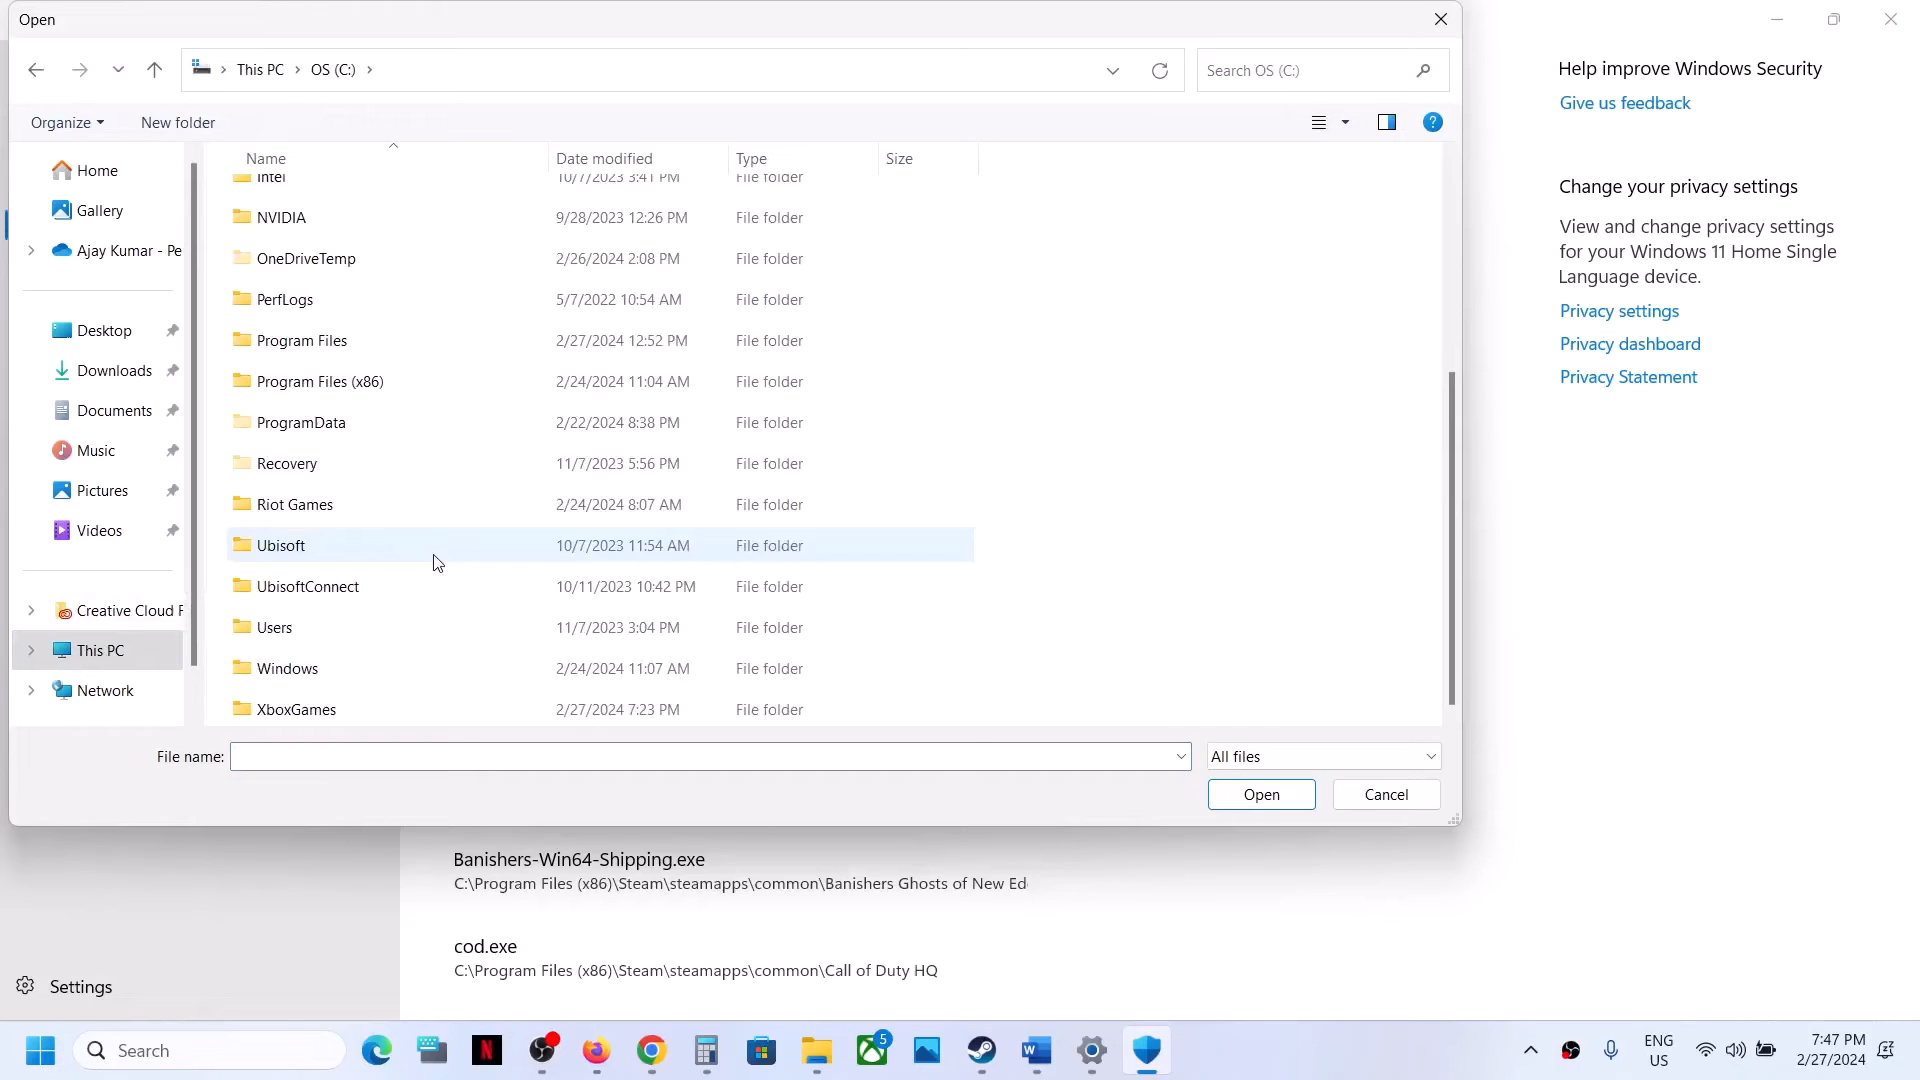 Open
This PC
OS (C:)
Search OS (C:)
Organize
New folder
Home
Gallery
Ajay Kumar - Pe
Desktop
Downloads
Documents
Music
Pictures
Videos
Creative Cloud F
This PC
Network
Name Date modified Type Size
Intel 10/7/2023 3:41 PM File folder
NVIDIA 9/28/2023 12:26 PM File folder
OneDriveTemp 2/26/2024 2:08 PM File folder
PerfLogs 5/7/2022 10:54 AM File folder
Program Files 2/27/2024 12:52 PM File folder
Program Files (x86) 2/24/2024 11:04 AM File folder
ProgramData 2/22/2024 8:38 PM File folder
Recovery 11/7/2023 5:56 PM File folder
Riot Games 2/24/2024 8:07 AM File folder
Ubisoft 10/7/2023 11:54 AM File folder
UbisoftConnect 10/11/2023 10:42 PM File folder
Users 11/7/2023 3:04 PM File folder
Windows 2/24/2024 11:07 AM File folder
XboxGames 2/27/2024 7:23 PM File folder
File name:
All files
Open
Cancel
Help improve Windows Security
Give us feedback
Change your privacy settings
View and change privacy settings
for your Windows 11 Home Single
Language device.
Privacy settings
Privacy dashboard
Privacy Statement
Banishers-Win64-Shipping.exe
C:\Program Files (x86)\Steam\steamapps\common\Banishers Ghosts of New Ed
cod.exe
C:\Program Files (x86)\Steam\steamapps\common\Call of Duty HQ
Settings
Search
5
ENG
US
7:47 PM
2/27/2024